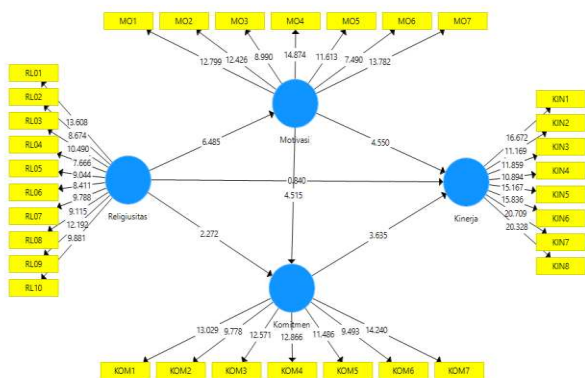 MO1 MO2 MO3 MO4 MO5 MO6 MO7
12.799 12.426 8.990 14.874 11.613 7.490 13.782
RL01
RL02
RL03
RL04
RL05
RL06
RL07
RL08
RL09
RL10
13.608
8.674
10.490
7.666
9.044
8.411
9.788
9.115
12.192
9.881
Religiusitas
Motivasi
6.485
4.550
0.840
4.515
2.272
3.635
Kinerja
KIN1
KIN2
KIN3
KIN4
KIN5
KIN6
KIN7
KIN8
16.672
11.169
11.859
10.894
15.167
15.836
20.709
20.328
Komitmen
13.029 9.778 12.571 12.866 11.486 9.493 14.240
KOM1 KOM2 KOM3 KOM4 KOM5 KOM6 KOM7